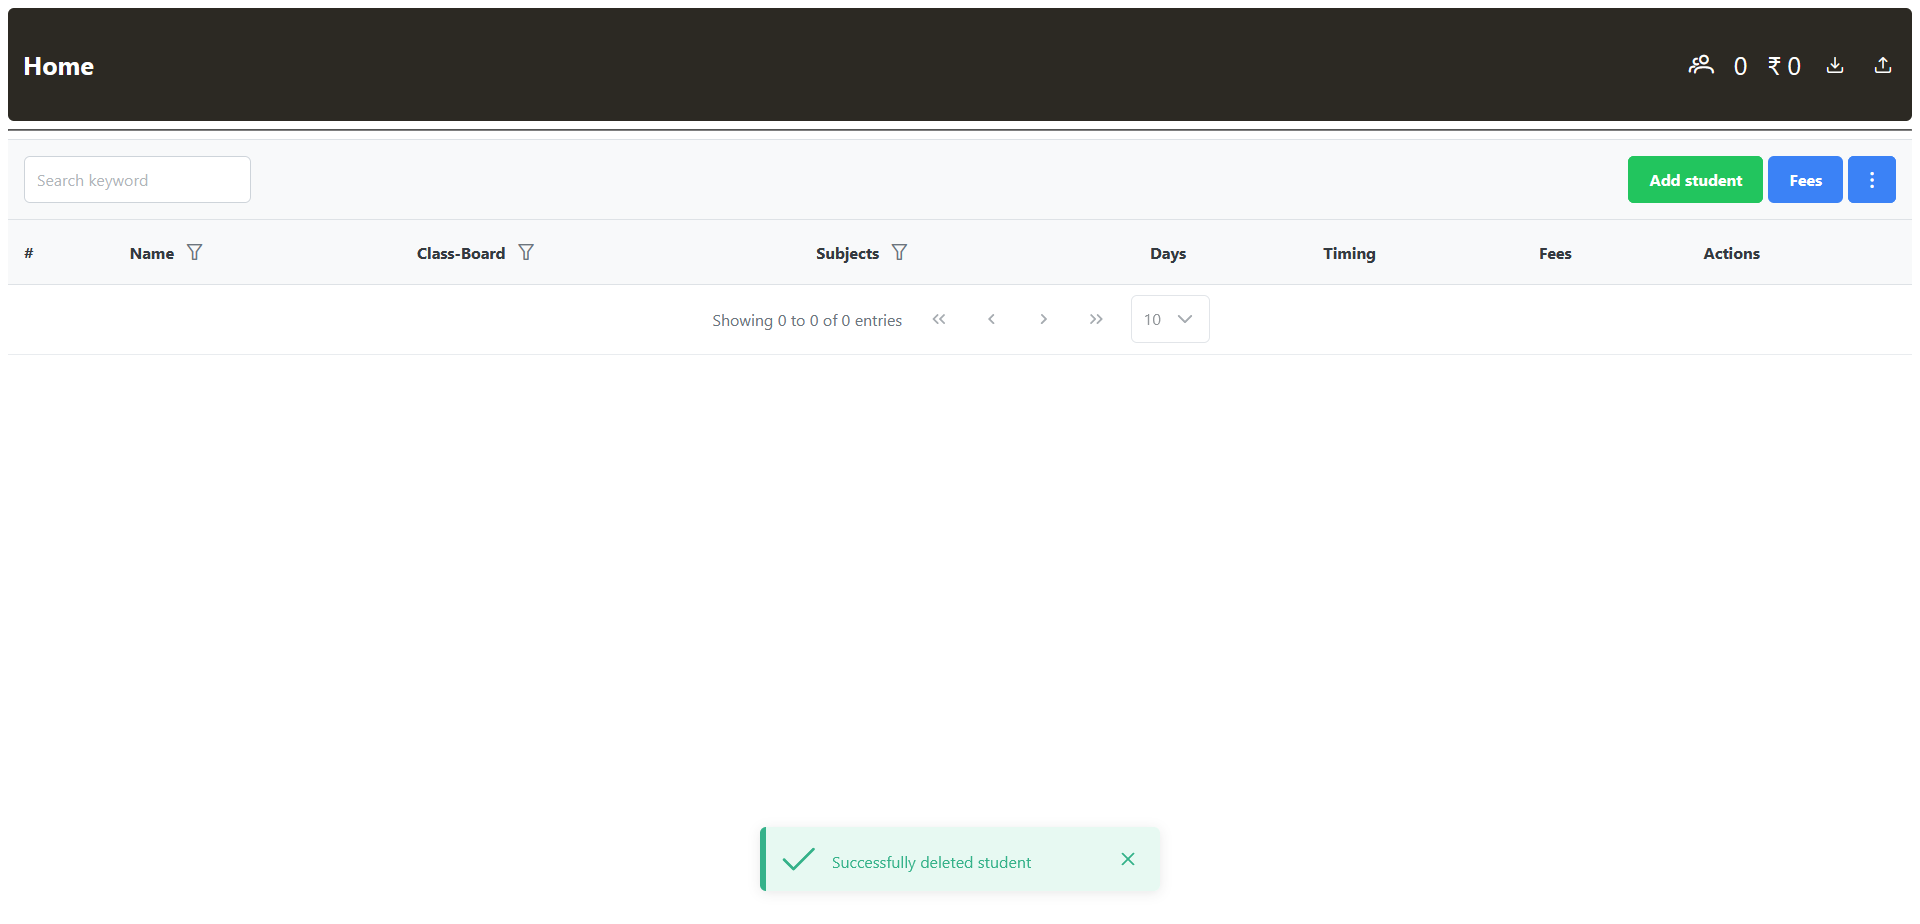 Home
0 ₹ 0
Search keyword
Add student Fees
# Name Class-Board Subjects Days Timing Fees Actions
Showing 0 to 0 of 0 entries 10
Successfully deleted student